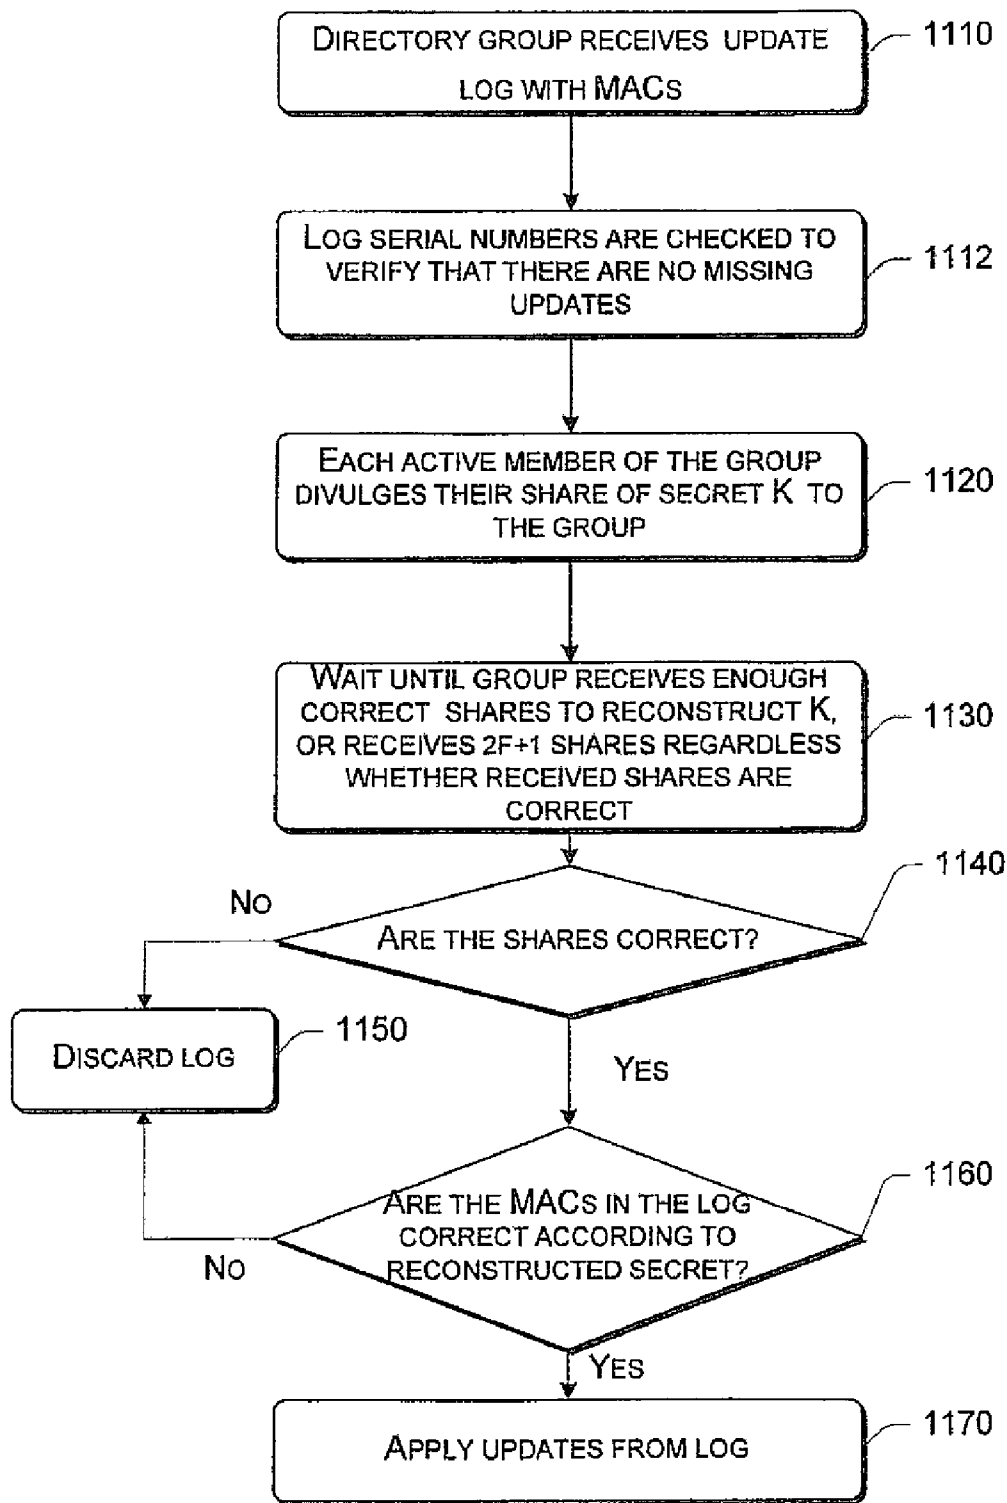 DIRECTORY GROUP RECEIVES UPDATE
LOG WITH MACS
1110
LOG SERIAL NUMBERS ARE CHECKED TO
VERIFY THAT THERE ARE NO MISSING
UPDATES
1112
EACH ACTIVE MEMBER OF THE GROUP
DIVULGES THEIR SHARE OF SECRET K TO
THE GROUP
1120
WAIT UNTIL GROUP RECEIVES ENOUGH
CORRECT SHARES TO RECONSTRUCT K,
OR RECEIVES 2F+1 SHARES REGARDLESS
WHETHER RECEIVED SHARES ARE
CORRECT
1130
ARE THE SHARES CORRECT?
1140
NO
DISCARD LOG
1150
YES
ARE THE MACS IN THE LOG
CORRECT ACCORDING TO
RECONSTRUCTED SECRET?
1160
NO
YES
APPLY UPDATES FROM LOG
1170